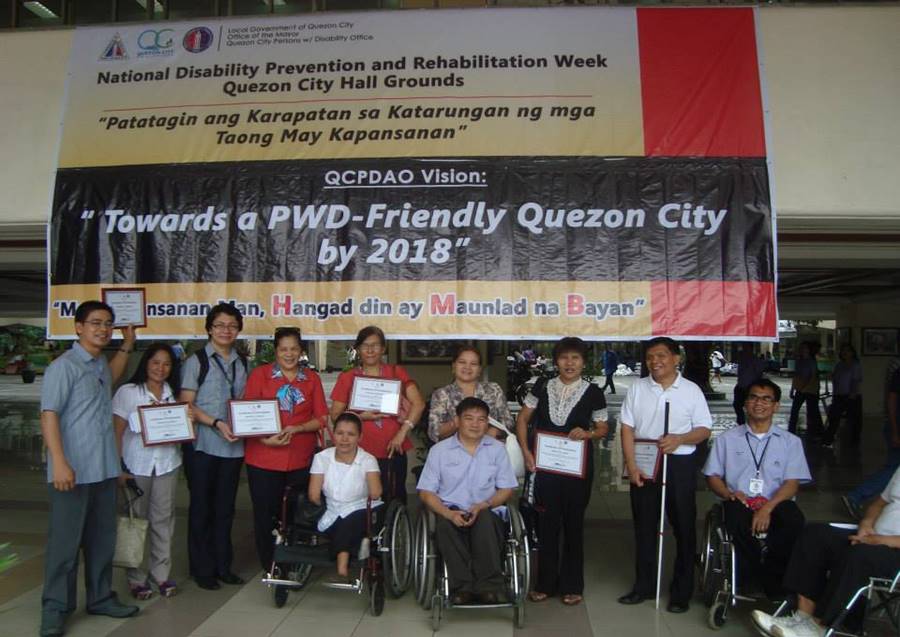 Local Government of Quezon City
Office of the Mayor
Quezon City Persons w/ Disability Office
QUEZON CITY
National Disability Prevention and Rehabilitation Week
Quezon City Hall Grounds
“Patatagin ang Karapatan sa Katarungan ng mga
Taong May Kapansanan”
QCPDAO Vision:
“ Towards a PWD-Friendly Quezon City
by 2018”
Hangad din ay Maunlad na Bayan”